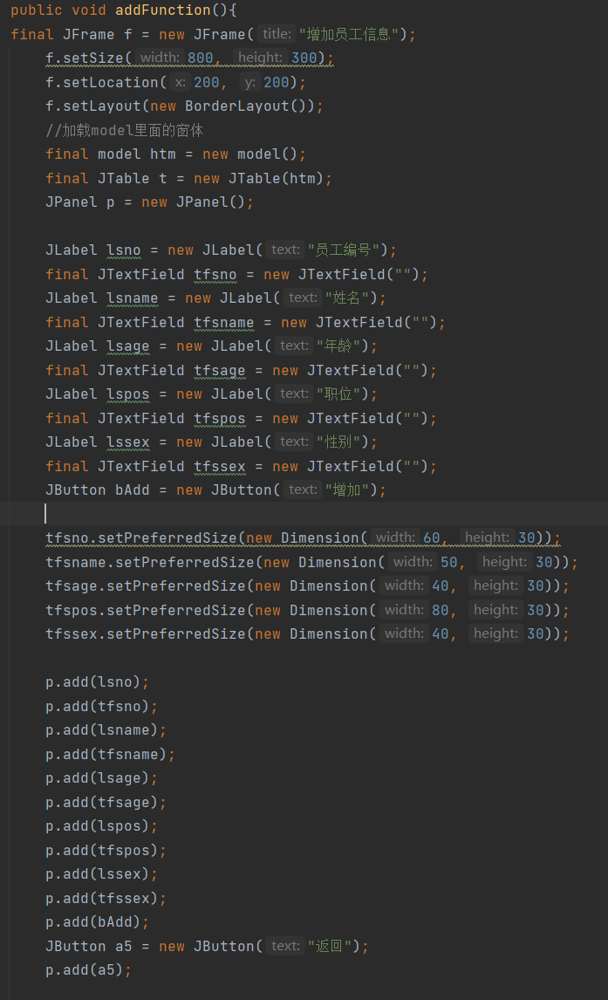 public void addFunction(){
final JFrame f = new JFrame( title: "增加员工信息");
f.setSize( width: 800, height: 300);
f.setLocation( x: 200, y: 200);
f.setLayout(new BorderLayout());
//加载model里面的窗体
final model htm = new model();
final JTable t = new JTable(htm);
JPanel p = new JPanel();
JLabel lsno = new JLabel( text: "员工编号");
final JTextField tfsno = new JTextField("");
JLabel lsname = new JLabel( text: "姓名");
final JTextField tfsname = new JTextField("");
JLabel lsage = new JLabel( text: "年龄");
final JTextField tfsage = new JTextField("");
JLabel lspos = new JLabel( text: "职位");
final JTextField tfspos = new JTextField("");
JLabel lssex = new JLabel( text: "性别");
final JTextField tfssex = new JTextField("");
JButton bAdd = new JButton( text: "增加");
tfsno.setPreferredSize(new Dimension( width: 60, height: 30));
tfsname.setPreferredSize(new Dimension( width: 50, height: 30));
tfsage.setPreferredSize(new Dimension( width: 40, height: 30));
tfspos.setPreferredSize(new Dimension( width: 80, height: 30));
tfssex.setPreferredSize(new Dimension( width: 40, height: 30));
p.add(lsno);
p.add(tfsno);
p.add(lsname);
p.add(tfsname);
p.add(lsage);
p.add(tfsage);
p.add(lspos);
p.add(tfspos);
p.add(lssex);
p.add(tfssex);
p.add(bAdd);
JButton a5 = new JButton( text: "返回");
p.add(a5);